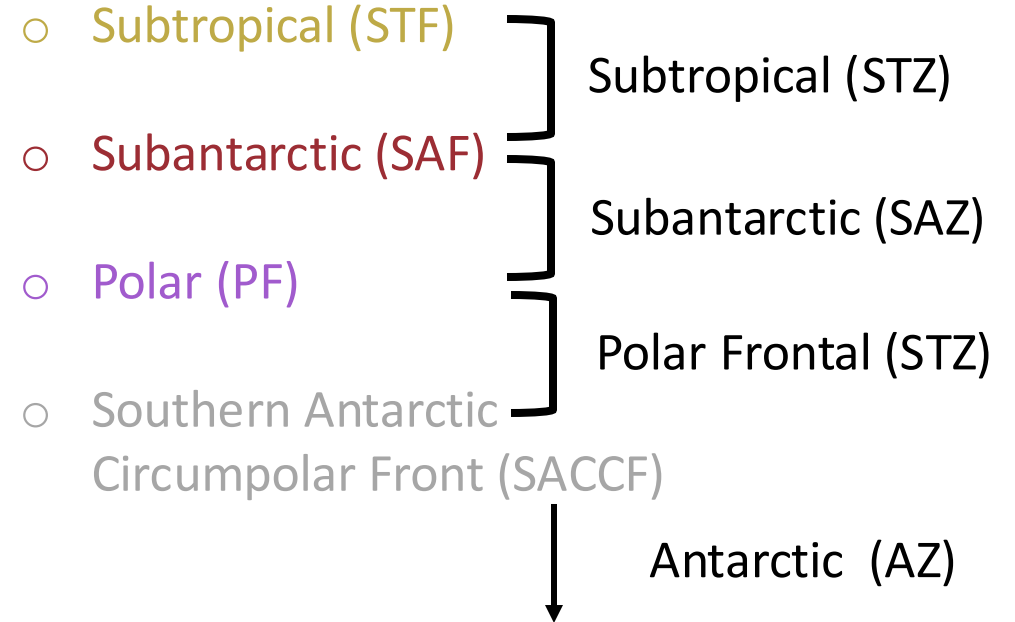 Subtropical (STF)
Subtropical (STZ)
Subantarctic (SAF)
Subantarctic (SAZ)
Polar (PF)
Polar Frontal (STZ)
Southern Antarctic
Circumpolar Front (SACCF)
Antarctic (AZ)